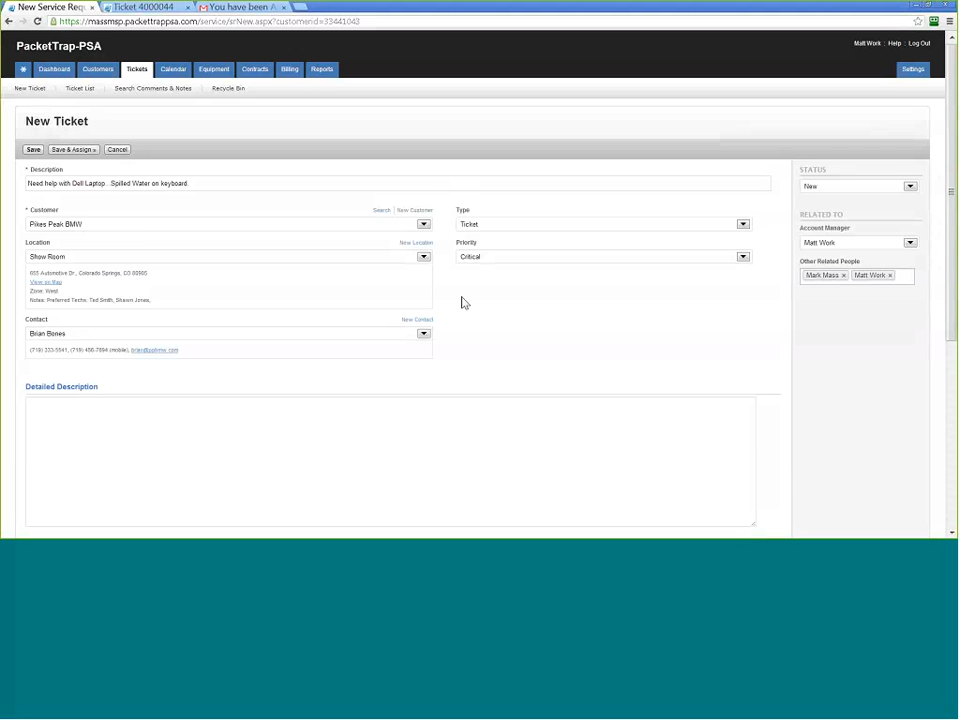 New Service Requ
Ticket 4000044
You have been A
https://massmsp.packettrappsa.com/service/srNew.aspx?customerid=33441043
PacketTrap-PSA
Matt Work : Help : Log Out
Dashboard Customers Tickets Calendar Equipment Contracts Billing Reports Settings
New Ticket Ticket List Search Comments & Notes Recycle Bin
New Ticket
Save Save & Assign » Cancel
* Description
Need help with Dell Laptop...Spilled Water on keyboard.
* Customer Search | New Customer
Pikes Peak BMW
Location New Location
Show Room
655 Automotive Dr., Colorado Springs, CO 80905
View on Map
Zone: West
Notes: Preferred Techs: Ted Smith, Shawn Jones,
Contact New Contact
Brian Bones
(719) 333-5541, (719) 456-7894 (mobile), brian@ppbmw.com
Type
Ticket
Priority
Critical
Detailed Description
STATUS
New
RELATED TO
Account Manager
Matt Work
Other Related People
Mark Mass × Matt Work ×